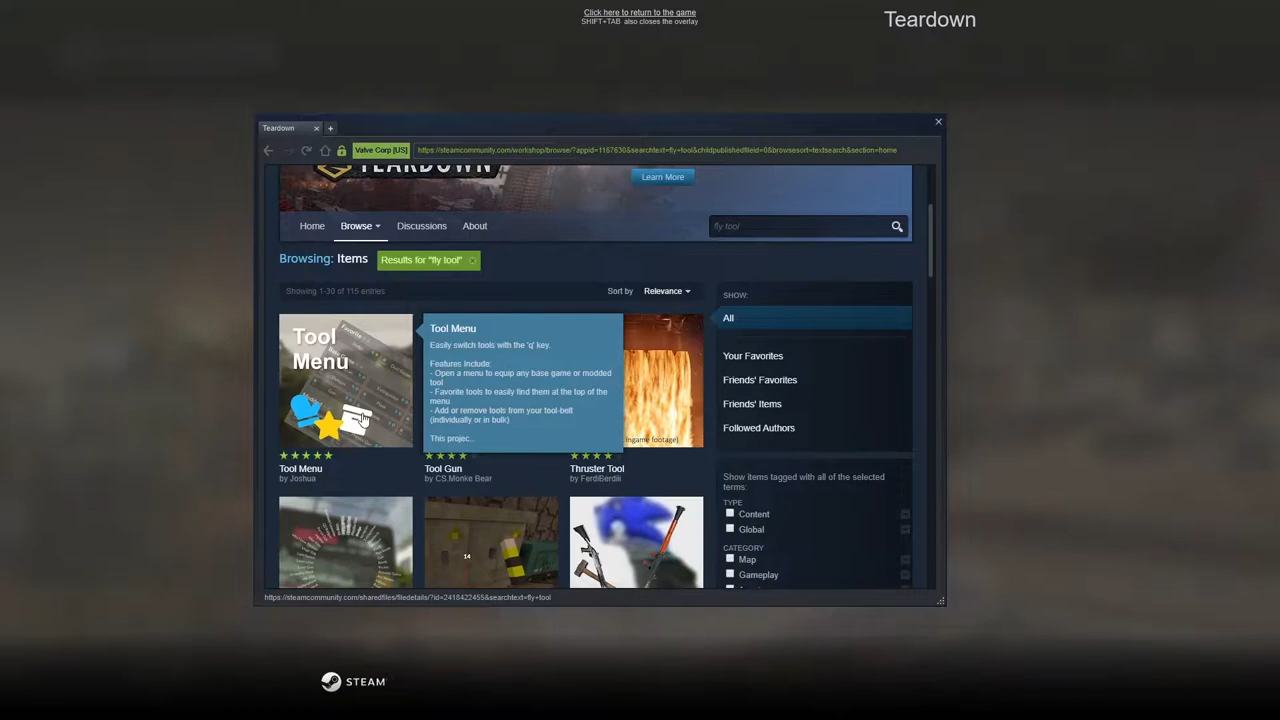 Click here to return to the game
SHIFT+TAB also closes the overlay
Teardown
Teardown
Valve Corp [US]
https://steamcommunity.com/workshop/browse/?appid=1167630&searchtext=fly+tool&childpublishedfileid=0&browsesort=textsearch&section=home
TEARDOWN
Learn More
Home Browse Discussions About
fly tool
Browsing: Items
Results for "fly tool"
Showing 1-30 of 115 entries
Sort by Relevance
SHOW:
All
Your Favorites
Friends' Favorites
Friends' Items
Followed Authors
Tool
Menu
Favorite
Tool Menu
Easily switch tools with the 'q' key.
Features Include:
- Open a menu to equip any base game or modded
tool
- Favorite tools to easily find them at the top of the
menu
- Add or remove tools from your tool-belt
(individually or in bulk)
This projec..
ingame footage)
Tool Menu
by Joshua
Tool Gun
by CS.Monke Bear
Thruster Tool
by FerdiBerdiii
14
Show items tagged with all of the selected
terms:
TYPE
Content
Global
CATEGORY
Map
Gameplay
https://steamcommunity.com/sharedfiles/filedetails/?id=2418422455&searchtext=fly+tool
STEAM